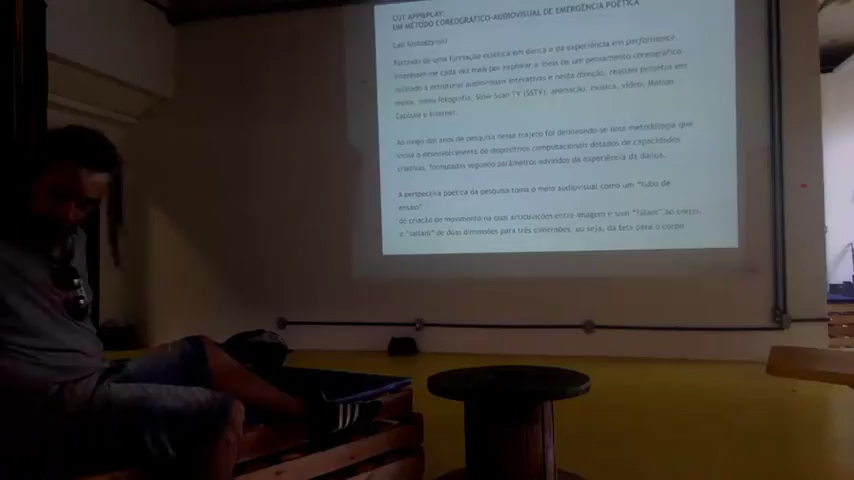 CUT APP&PLAY:
UM MÉTODO COREOGRÁFICO-AUDIOVISUAL DE EMERGÊNCIA POÉTICA
Lali Krotoszynski
Partindo de uma formação eclética em dança e da experiência em performance
interessei-me cada vez mais por explorar a ideia de um pensamento coreográfico
aplicado à estruturas audiovisuais interativas e nesta direção, realizei projetos em
meios como fotografia, Slow Scan TV (SSTV), animação, música, vídeo, Motion
Capture e Internet.
Ao longo dos anos de pesquisa nesse trajeto foi delineando-se uma metodologia que
inclui o desenvolvimento de dispositivos computacionais dotados de capacidades
criativas, formuladas segundo parâmetros advindos da experiência da dança.
A perspectiva poética da pesquisa toma o meio audiovisual como um "tubo de
ensaio"
de criação de movimento na qual articulações entre imagem e som "falam" ao corpo,
e "saltam" de duas dimensões para três dimensões, ou seja, da tela para o corpo